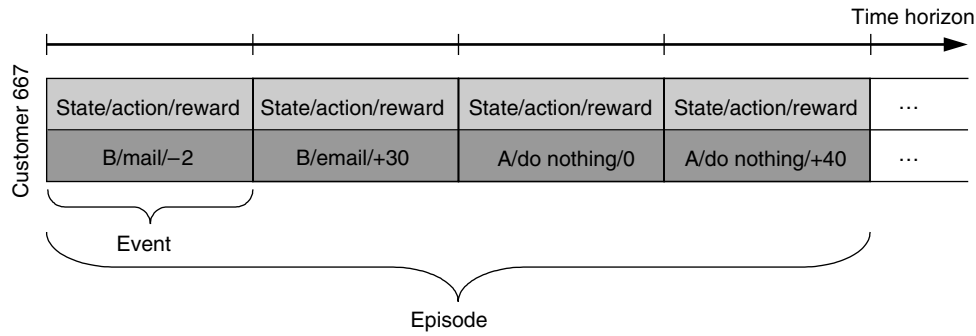 Time horizon
Customer 667
State/action/reward State/action/reward State/action/reward State/action/reward ...
B/mail/−2 B/email/+30 A/do nothing/0 A/do nothing/+40 ...
Event
Episode